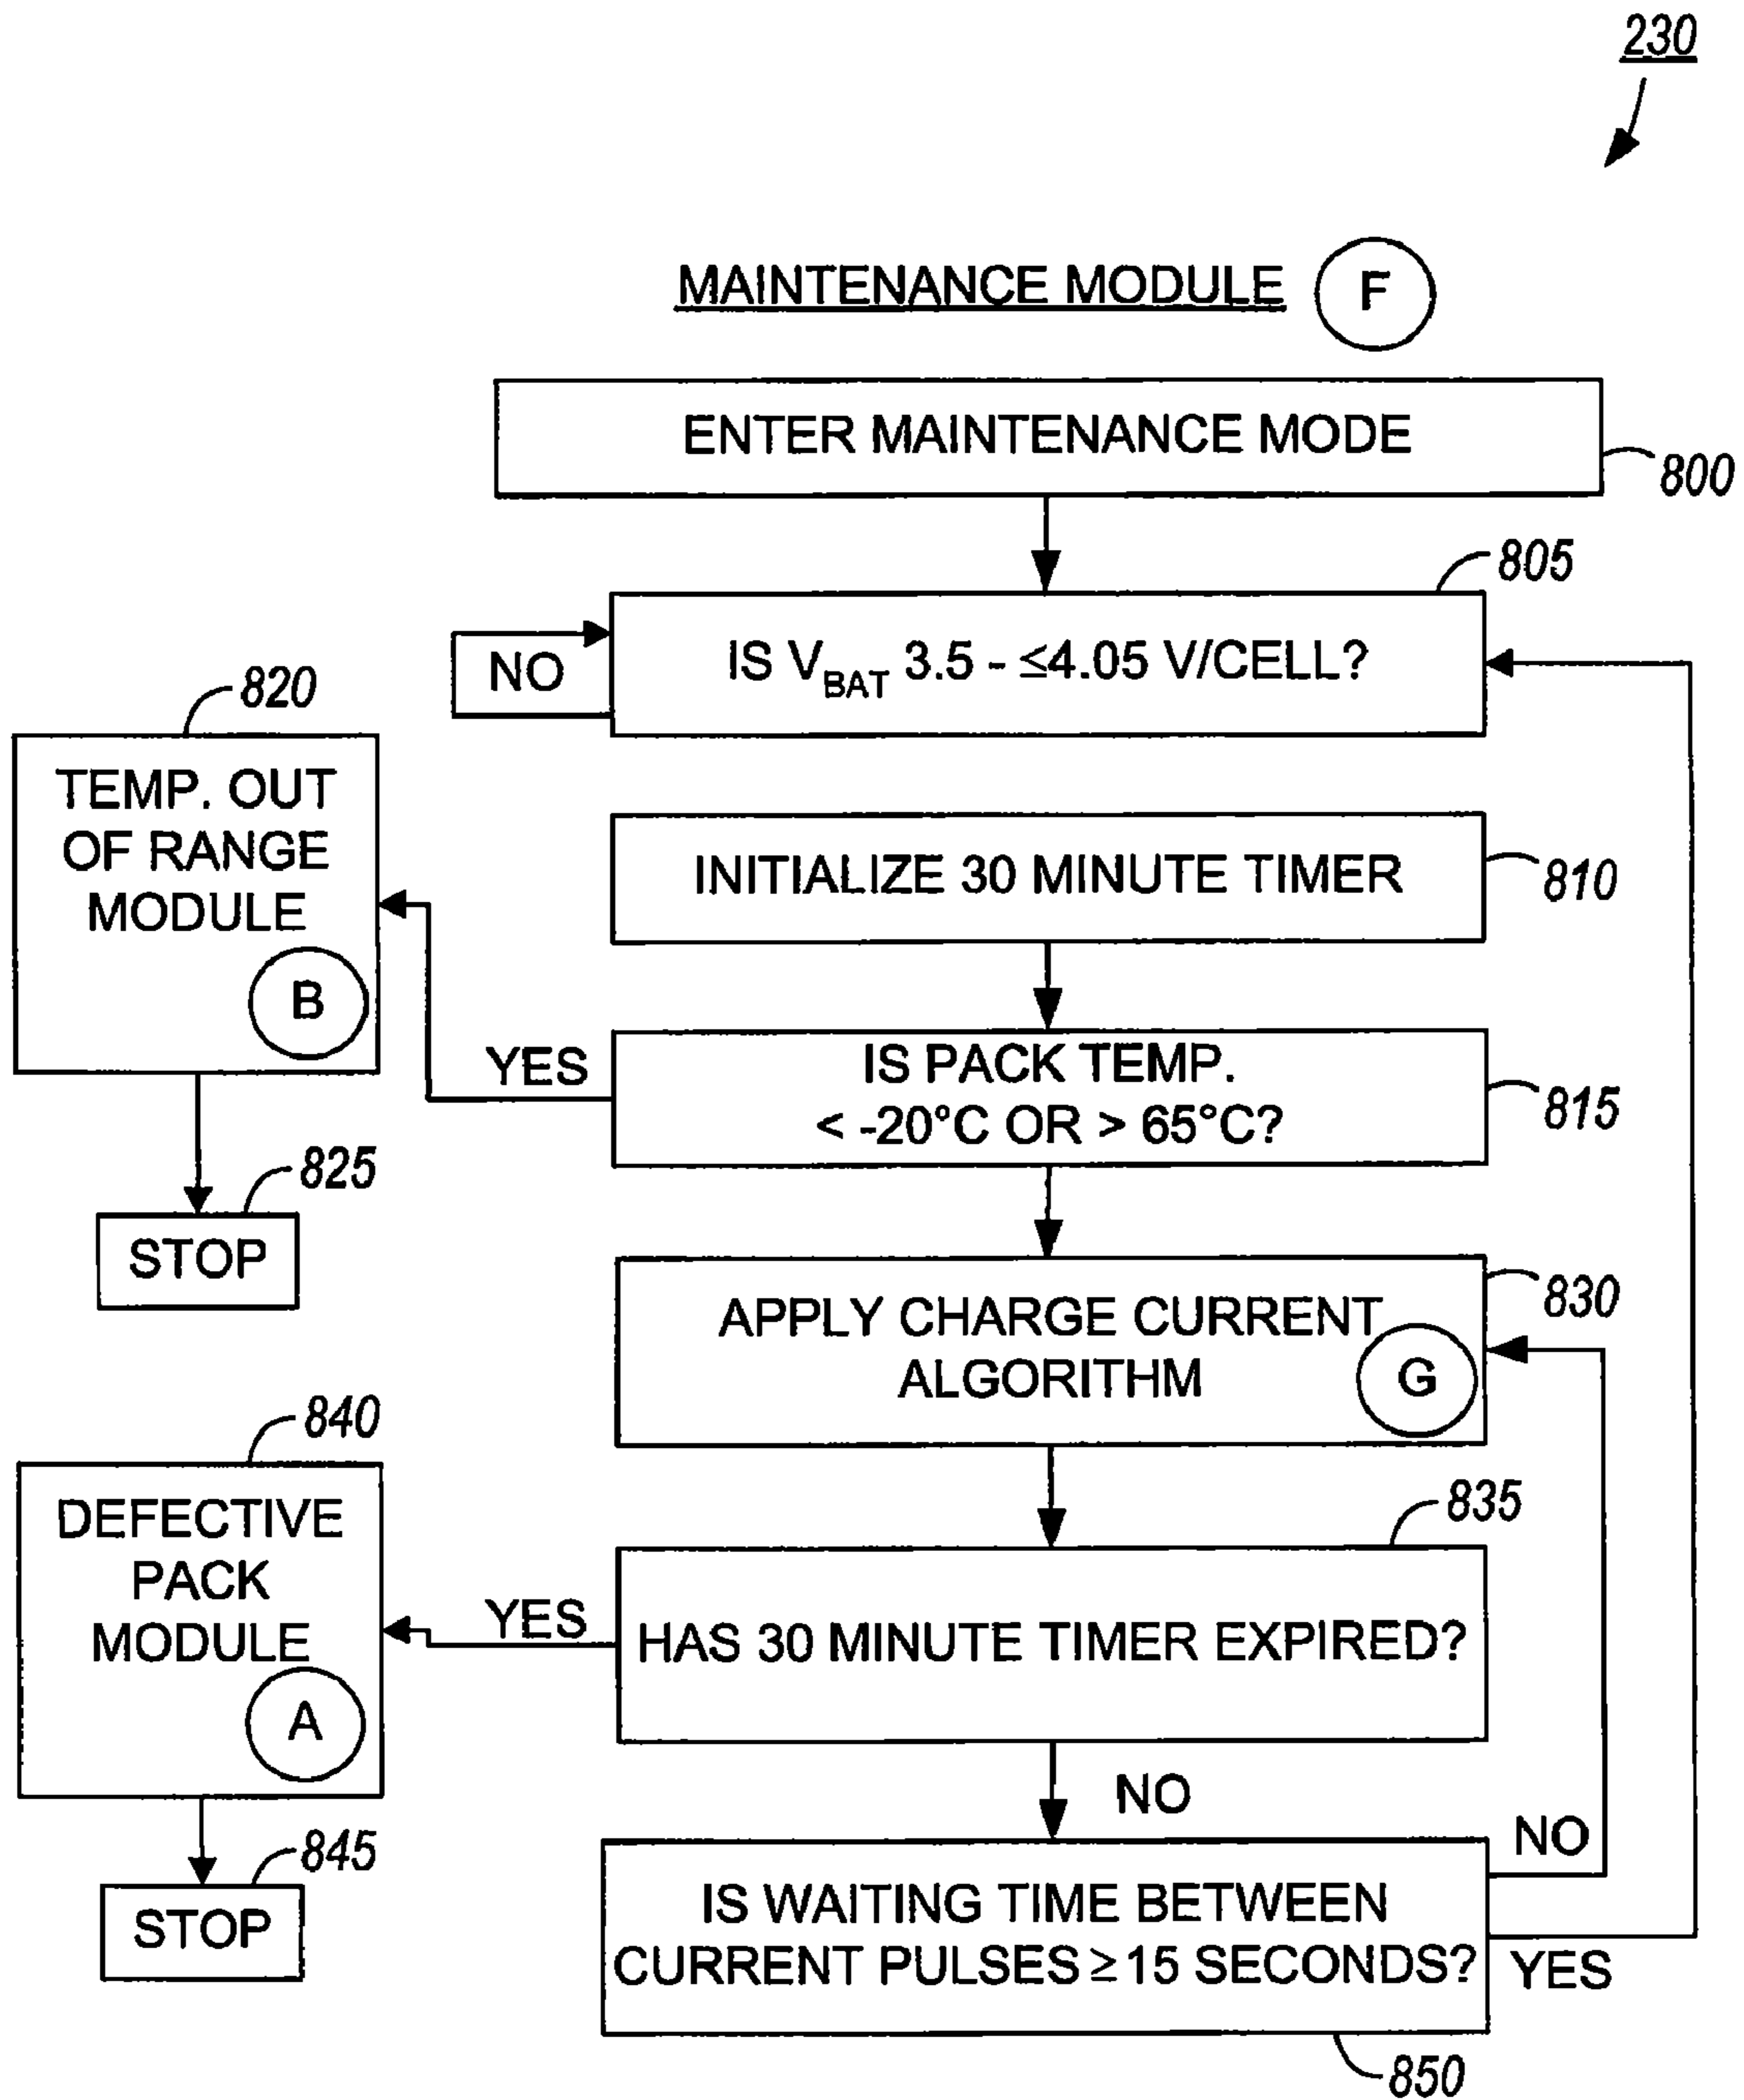 230
MAINTENANCE MODULE F
ENTER MAINTENANCE MODE
800
805
IS VBAT 3.5 - ≤4.05 V/CELL?
NO
820
TEMP. OUT
OF RANGE
MODULE
B
INITIALIZE 30 MINUTE TIMER
810
YES
IS PACK TEMP.
< -20°C OR > 65°C?
815
825
STOP
APPLY CHARGE CURRENT
ALGORITHM
G
830
840
DEFECTIVE
PACK
MODULE
A
835
YES
HAS 30 MINUTE TIMER EXPIRED?
NO
845
STOP
IS WAITING TIME BETWEEN
CURRENT PULSES ≥ 15 SECONDS?
NO
YES
850